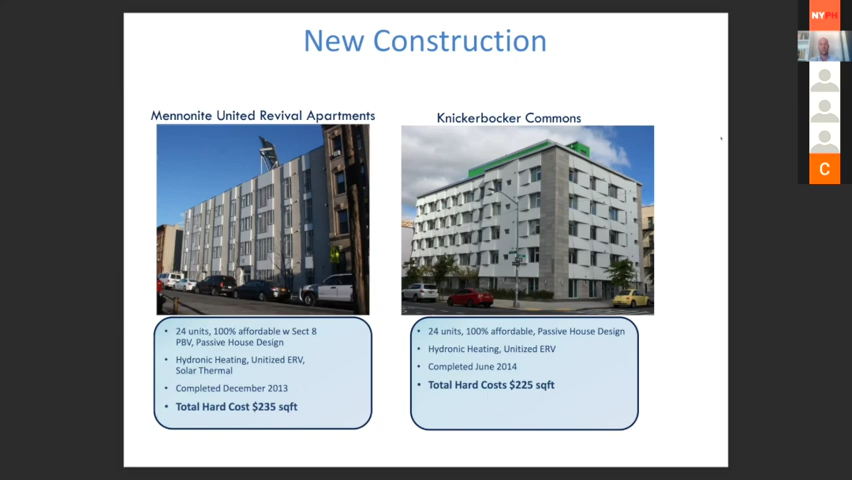 New Construction
Mennonite United Revival Apartments
24 units, 100% affordable w Sect 8
PBV, Passive House Design
Hydronic Heating, Unitized ERV,
Solar Thermal
Completed December 2013
Total Hard Cost $235 sqft
Knickerbocker Commons
24 units, 100% affordable, Passive House Design
Hydronic Heating, Unitized ERV
Completed June 2014
Total Hard Costs $225 sqft
NYPH
C